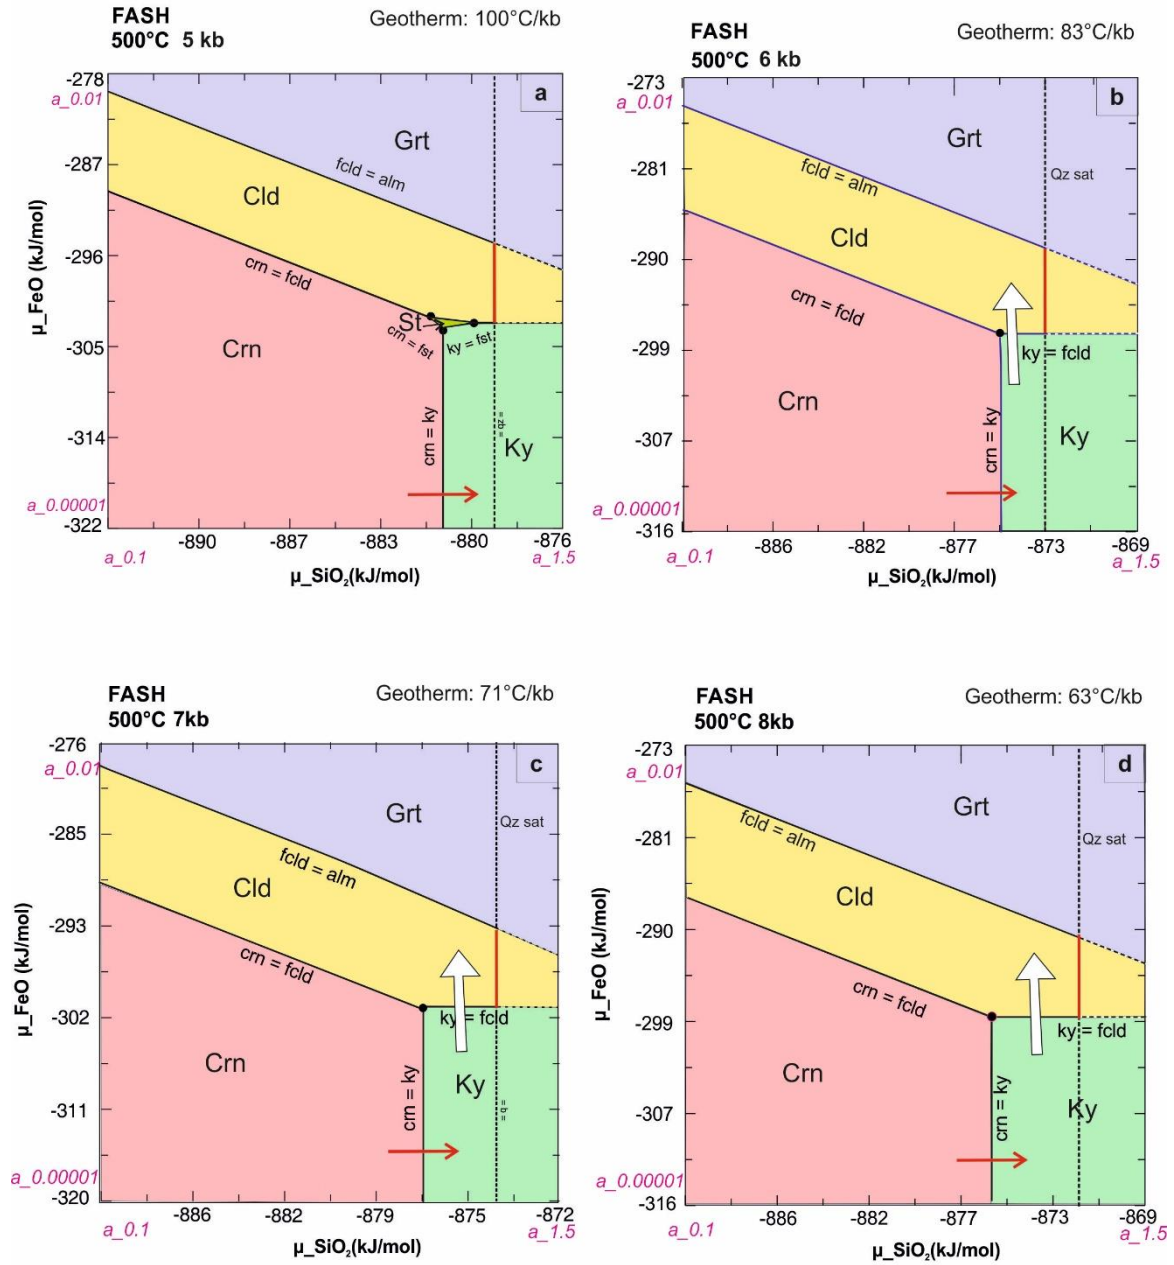 FASH
500°C 5 kb
Geotherm: 100°C/kb
a
-278
a_0.01
-287
-296
-305
-314
a_0.00001
-322
μ_FeO (kJ/mol)
Grt
fcld = alm
Cld
crn = fcld
St
crn = fst
ky = fst
Crn
crn = ky
= qz =
Ky
-890
-887
-883
-880
-876
a_0.1
a_1.5
μ_SiO₂(kJ/mol)
FASH
500°C 6 kb
Geotherm: 83°C/kb
b
-273
a_0.01
-281
-290
-299
-307
a_0.00001
-316
μ_FeO (kJ/mol)
Grt
fcld = alm
Qz sat
Cld
crn = fcld
ky = fcld
Crn
crn = ky
Ky
-886
-882
-877
-873
-869
a_0.1
a_1.5
μ_SiO₂(kJ/mol)
FASH
500°C 7kb
Geotherm: 71°C/kb
c
-276
a_0.01
-285
-293
-302
-311
a_0.00001
-320
μ_FeO (kJ/mol)
Grt
Qz sat
fcld = alm
Cld
crn = fcld
ky = fcld
Crn
crn = ky
Ky
-886
-882
-879
-875
-872
a_0.1
a_1.5
μ_SiO₂(kJ/mol)
FASH
500°C 8kb
Geotherm: 63°C/kb
d
-273
a_0.01
-281
-290
-299
-307
a_0.00001
-316
μ_FeO (kJ/mol)
Grt
fcld = alm
Qz sat
Cld
crn = fcld
ky = fcld
Crn
crn = ky
Ky
-886
-882
-877
-873
-869
a_0.1
a_1.5
μ_SiO₂(kJ/mol)